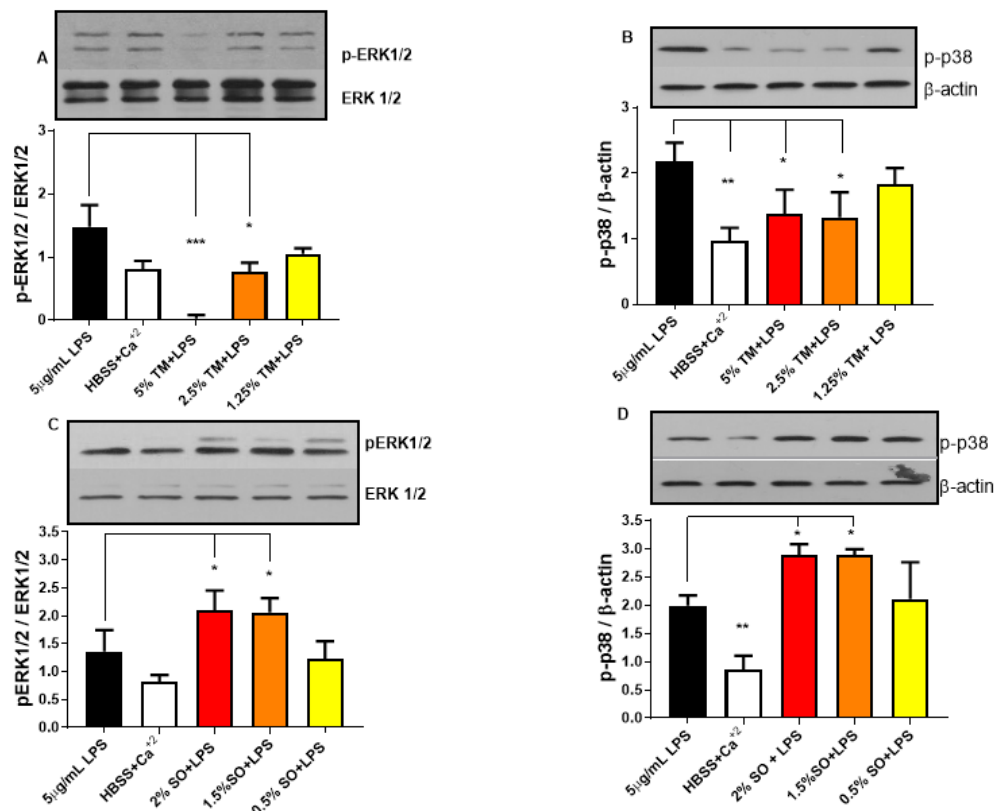 A
p-ERK1/2
ERK 1/2
p-ERK1/2 / ERK1/2
3
2
1
0
***
*
5μg/mL LPS
HBSS+Ca+2
5% TM+LPS
2.5% TM+LPS
1.25% TM+LPS
B
p-p38
β-actin
p-p38 / β-actin
3
2
1
0
**
*
*
5μg/mL LPS
HBSS+Ca+2
5% TM+LPS
2.5% TM+LPS
1.25% TM+ LPS
C
pERK1/2
ERK 1/2
pERK1/2 / ERK1/2
3.5
3.0
2.5
2.0
1.5
1.0
0.5
0.0
*
*
5μg/mL LPS
HBSS+Ca+2
2% SO+LPS
1.5%SO+LPS
0.5% SO+LPS
D
p-p38
β-actin
p-p38 / β-actin
3.5
3.0
2.5
2.0
1.5
1.0
0.5
0.0
**
*
*
5μg/mL LPS
HBSS+Ca+2
2% SO + LPS
1.5%SO+LPS
0.5% SO+LPS